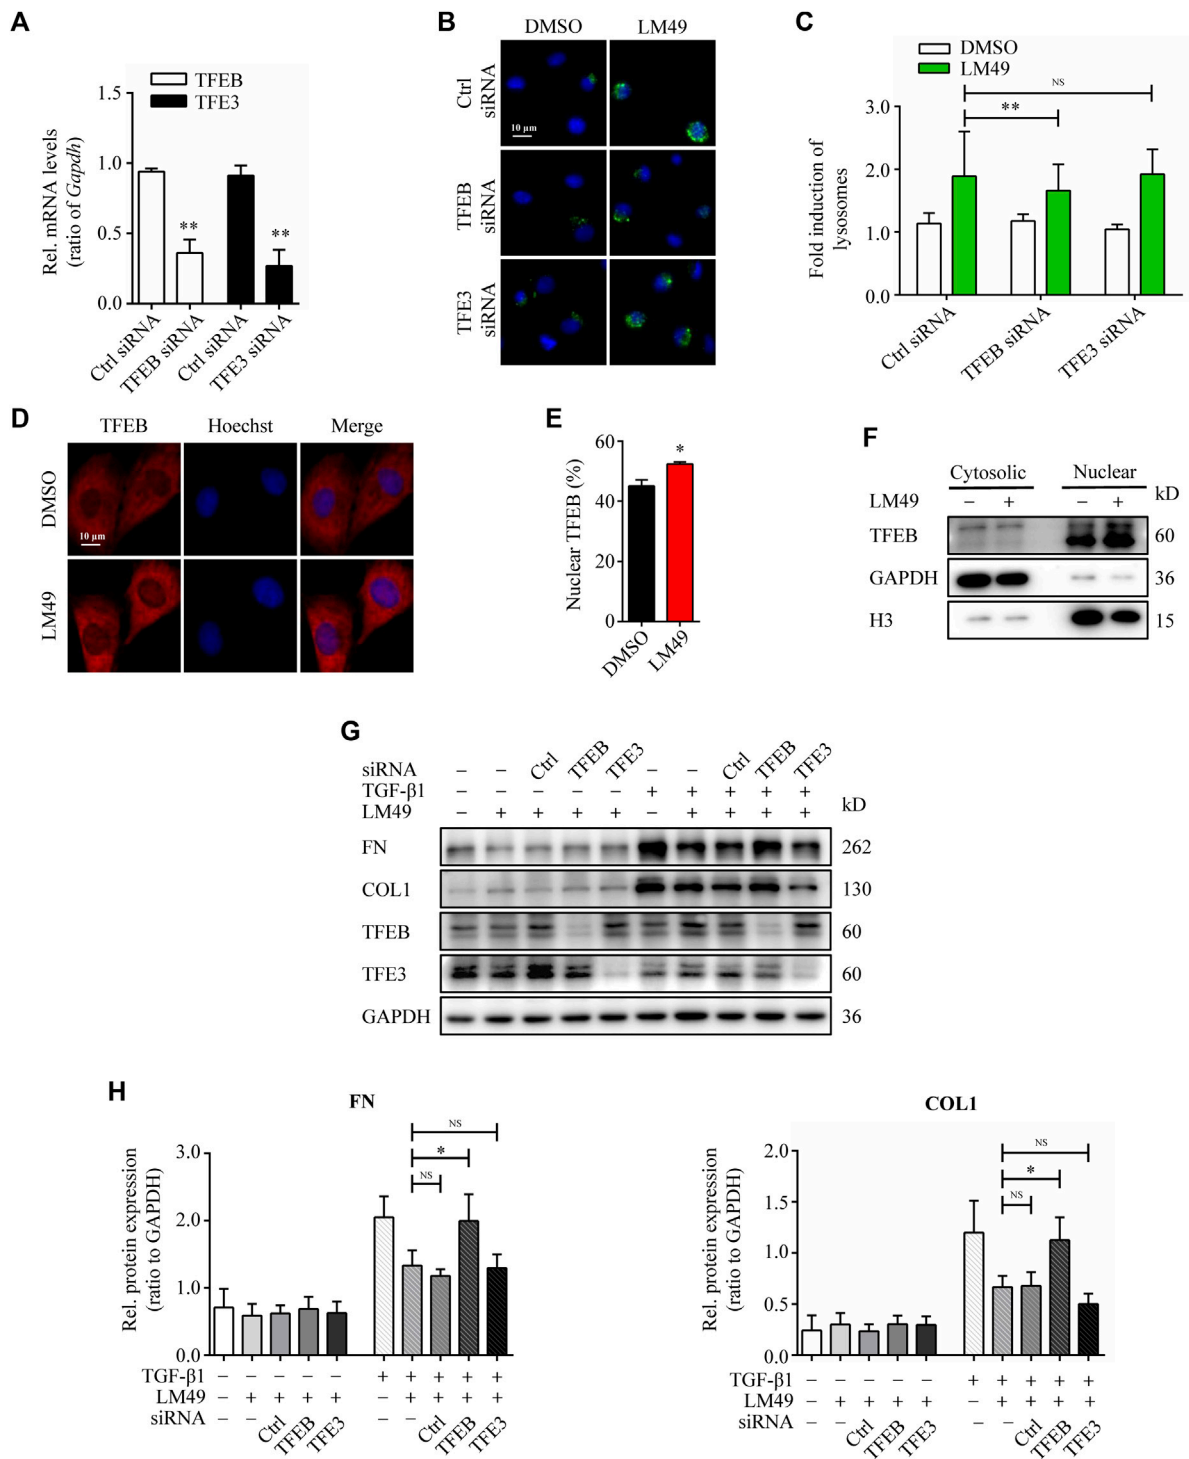 A
TFEB
TFE3
Rel. mRNA levels
(ratio of Gapdh)
1.5
1.0
0.5
0.0
**
**
Ctrl siRNA
TFEB siRNA
Ctrl siRNA
TFE3 siRNA
B
DMSO LM49
Ctrl
siRNA
10 µm
TFEB
siRNA
TFE3
siRNA
C
DMSO
LM49
Fold induction of
lysosomes
3.0
2.0
1.0
0.0
NS
**
Ctrl siRNA
TFEB siRNA
TFE3 siRNA
D
TFEB Hoechst Merge
DMSO
10 µm
LM49
E
Nuclear TFEB (%)
60
40
20
0
*
DMSO
LM49
F
Cytosolic Nuclear
LM49 − + − + kD
TFEB 60
GAPDH 36
H3 15
G
siRNA − − Ctrl TFEB TFE3 − − Ctrl TFEB TFE3
TGF-β1 − − − − − + + + + +
LM49 − + + + + − + + + +
kD
FN 262
COL1 130
TFEB 60
TFE3 60
GAPDH 36
H
FN
Rel. protein expression
(ratio to GAPDH)
3.0
2.0
1.0
0.0
NS
*
NS
TGF-β1 − − − − − + + + + +
LM49 − + + + + − + + + +
siRNA − − Ctrl TFEB TFE3 − − Ctrl TFEB TFE3
COL1
Rel. protein expression
(ratio to GAPDH)
2.0
1.5
1.0
0.5
0.0
NS
*
NS
TGF-β1 − − − − − + + + + +
LM49 − + + + + − + + + +
siRNA − − Ctrl TFEB TFE3 − − Ctrl TFEB TFE3